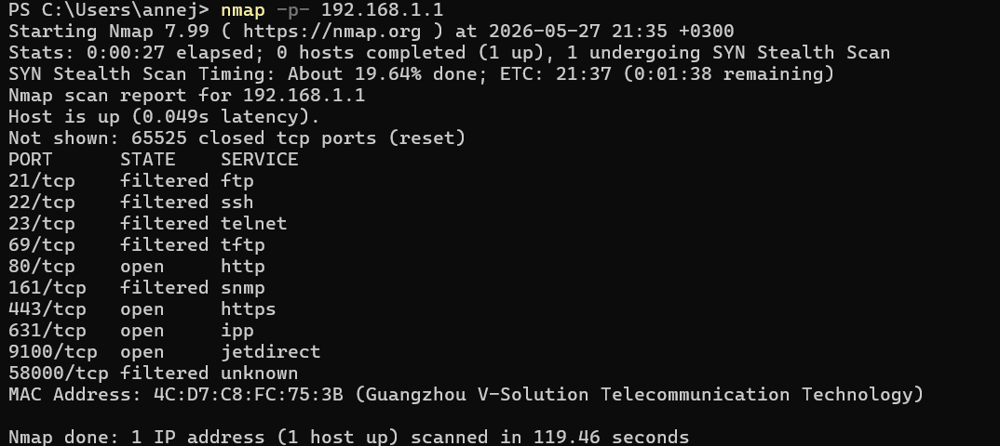 PS C:\Users\annej> nmap -p- 192.168.1.1
Starting Nmap 7.99 ( https://nmap.org ) at 2026-05-27 21:35 +0300
Stats: 0:00:27 elapsed; 0 hosts completed (1 up), 1 undergoing SYN Stealth Scan
SYN Stealth Scan Timing: About 19.64% done; ETC: 21:37 (0:01:38 remaining)
Nmap scan report for 192.168.1.1
Host is up (0.049s latency).
Not shown: 65525 closed tcp ports (reset)
PORT      STATE    SERVICE
21/tcp    filtered ftp
22/tcp    filtered ssh
23/tcp    filtered telnet
69/tcp    filtered tftp
80/tcp    open     http
161/tcp   filtered snmp
443/tcp   open     https
631/tcp   open     ipp
9100/tcp  open     jetdirect
58000/tcp filtered unknown
MAC Address: 4C:D7:C8:FC:75:3B (Guangzhou V-Solution Telecommunication Technology)

Nmap done: 1 IP address (1 host up) scanned in 119.46 seconds